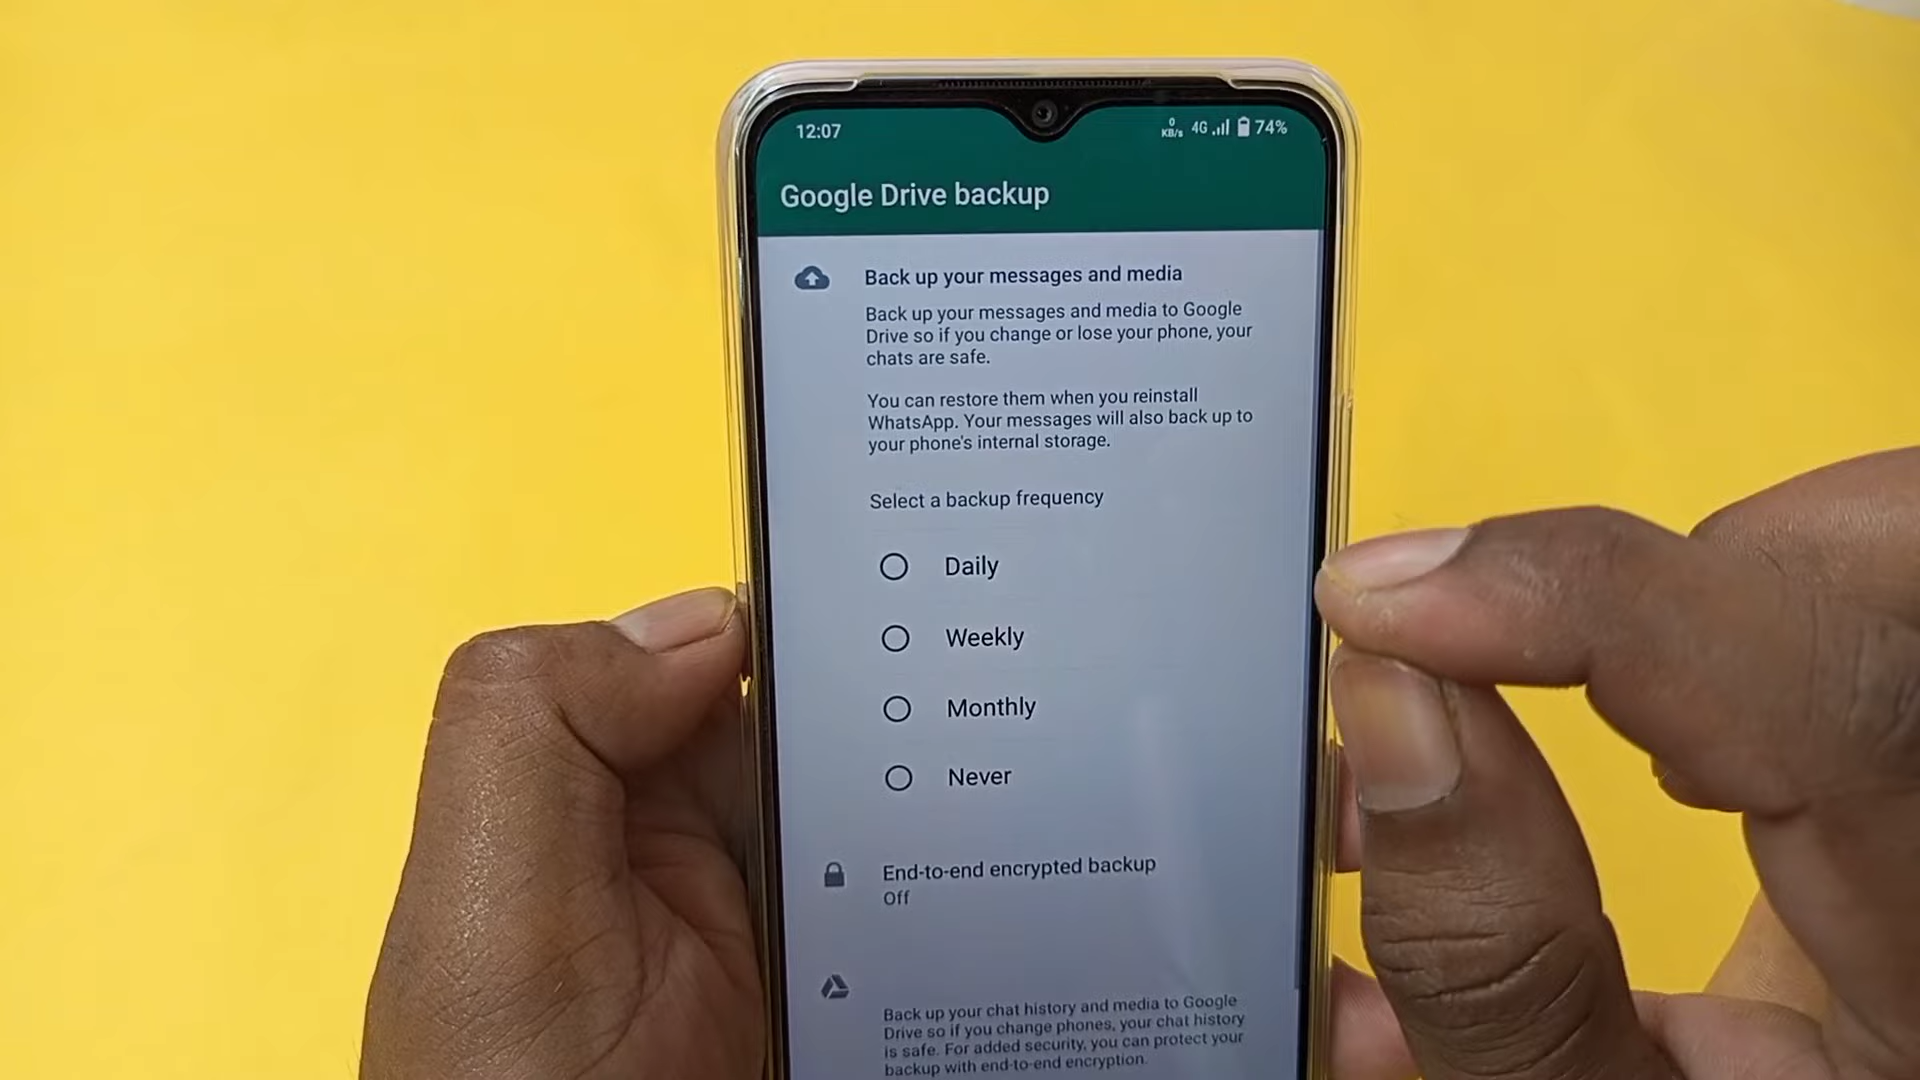 12:07
0 KB/s 4G 74%
Google Drive backup
Back up your messages and media
Back up your messages and media to Google
Drive so if you change or lose your phone, your
chats are safe.
You can restore them when you reinstall
WhatsApp. Your messages will also back up to
your phone's internal storage.
Select a backup frequency
Daily
Weekly
Monthly
Never
End-to-end encrypted backup
Off
Back up your chat history and media to Google
Drive so if you change phones, your chat history
is safe. For added security, you can protect your
backup with end-to-end encryption.